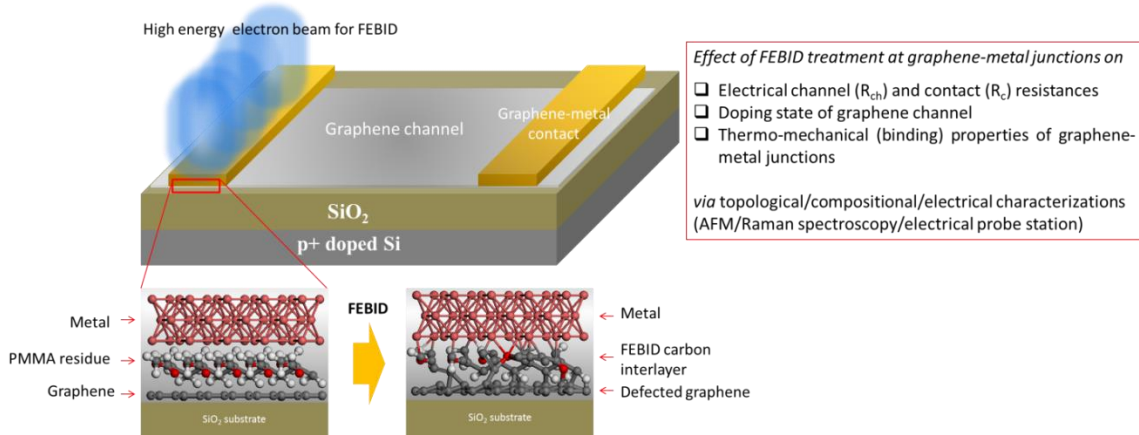 High energy electron beam for FEBID
Graphene channel
Graphene-metal
contact
SiO2
p+ doped Si
Effect of FEBID treatment at graphene-metal junctions on
❑ Electrical channel (Rch) and contact (Rc) resistances
❑ Doping state of graphene channel
❑ Thermo-mechanical (binding) properties of graphene-
metal junctions
via topological/compositional/electrical characterizations
(AFM/Raman spectroscopy/electrical probe station)
Metal
PMMA residue
Graphene
SiO2 substrate
FEBID
Metal
FEBID carbon
interlayer
Defected graphene
SiO2 substrate